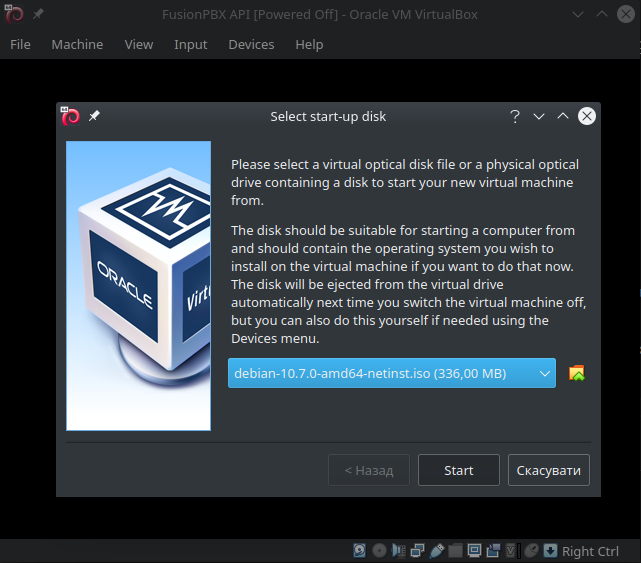 FusionPBX API [Powered Off] - Oracle VM VirtualBox
File Machine View Input Devices Help
64 Select start-up disk ?
Please select a virtual optical disk file or a physical optical
drive containing a disk to start your new virtual machine
from.
The disk should be suitable for starting a computer from
and should contain the operating system you wish to
install on the virtual machine if you want to do that now.
The disk will be ejected from the virtual drive
automatically next time you switch the virtual machine off,
but you can also do this yourself if needed using the
Devices menu.
ORACLE
debian-10.7.0-amd64-netinst.iso (336,00 MB)
< Назад Start Скасувати
Right Ctrl